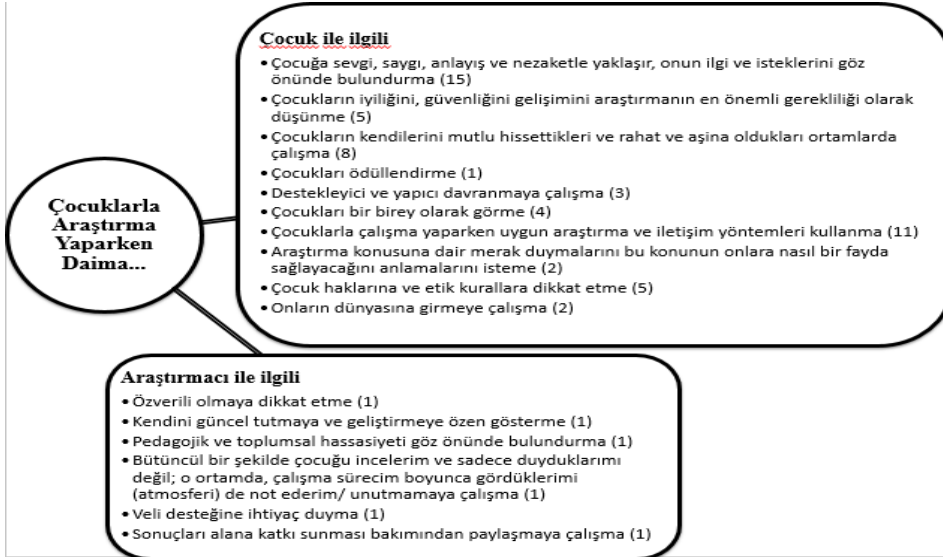 Çocuk ile ilgili
• Çocuğa sevgi, saygı, anlayış ve nezaketle yaklaşır, onun ilgi ve isteklerini göz
önünde bulundurma (15)
• Çocukların iyiliğini, güvenliğini gelişimini araştırmanın en önemli gerekliliği olarak
düşünme (5)
• Çocukların kendilerini mutlu hissettikleri ve rahat ve aşina oldukları ortamlarda
çalışma (8)
• Çocukları ödüllendirme (1)
• Destekleyici ve yapıcı davranmaya çalışma (3)
• Çocukları bir birey olarak görme (4)
• Çocuklarla çalışma yaparken uygun araştırma ve iletişim yöntemleri kullanma (11)
• Araştırma konusuna dair merak duymalarını bu konunun onlara nasıl bir fayda
sağlayacağını anlamalarını isteme (2)
• Çocuk haklarına ve etik kurallara dikkat etme (5)
• Onların dünyasına girmeye çalışma (2)
Çocuklarla
Araştırma
Yaparken
Daima...
Araştırmacı ile ilgili
• Özverili olmaya dikkat etme (1)
• Kendini güncel tutmaya ve geliştirmeye özen gösterme (1)
• Pedagojik ve toplumsal hassasiyeti göz önünde bulundurma (1)
• Bütüncül bir şekilde çocuğu incelerim ve sadece duyduklarımı
değil; o ortamda, çalışma sürecim boyunca gördüklerimi
(atmosferi) de not ederim/ unutmamaya çalışma (1)
• Veli desteğine ihtiyaç duyma (1)
• Sonuçları alana katkı sunması bakımından paylaşmaya çalışma (1)